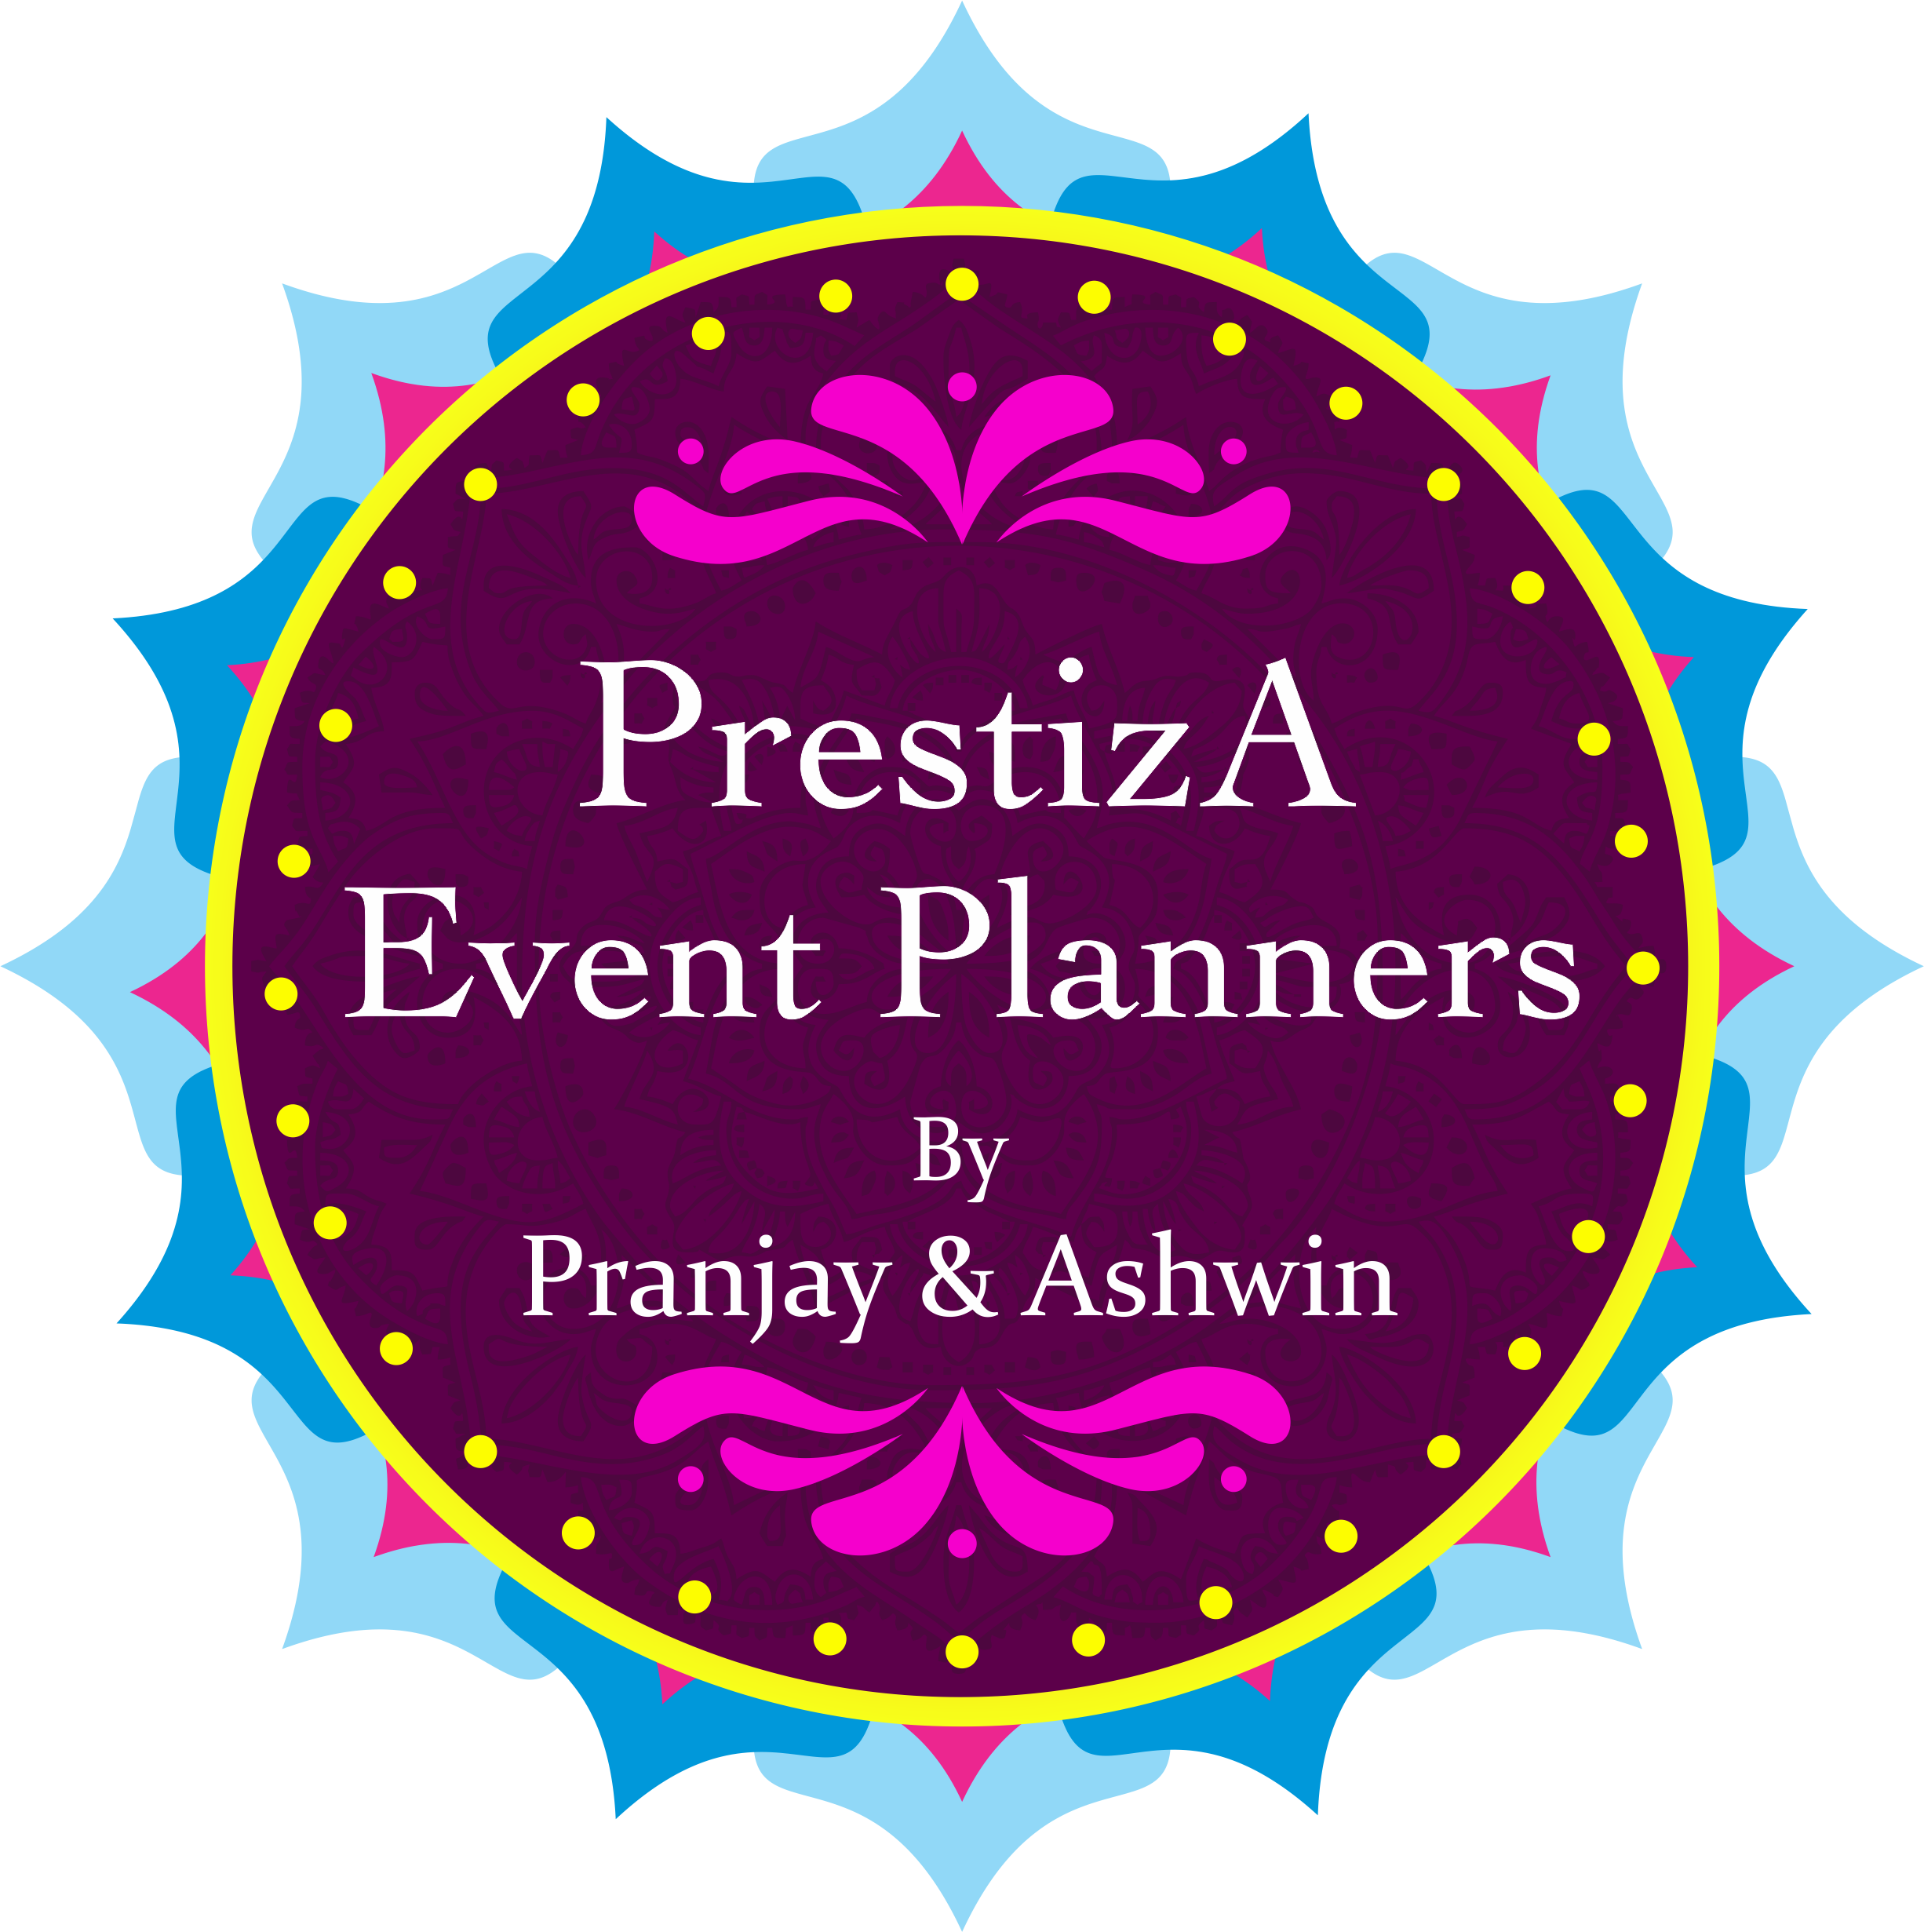 PrestizA
Event Planners
By
Pranjay & Ashwin